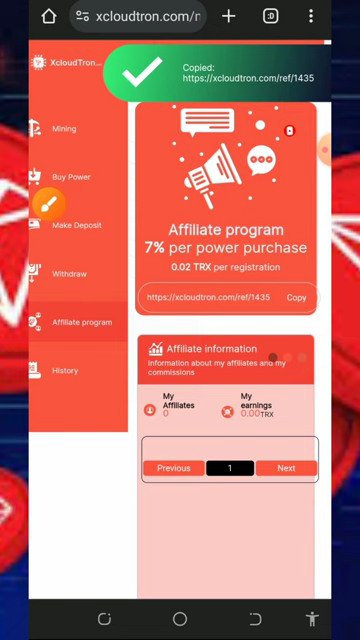 xcloudtron.com/r
:D
XcloudTron...
Copied:
https://xcloudtron.com/ref/1435
Mining
Buy Power
Make Deposit
Withdraw
Affiliate program
History
Affiliate program
7% per power purchase
0.02 TRX per registration
https://xcloudtron.com/ref/1435 Copy
Affiliate information
Information about my affiliates and my
commissions
My
Affiliates
0
My
earnings
0.00TRX
Previous 1 Next